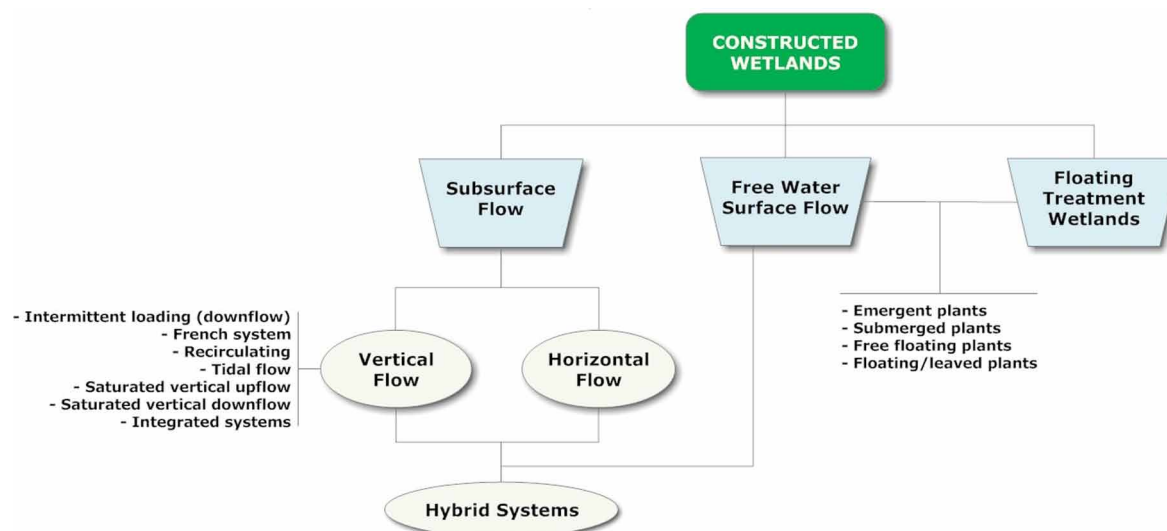 CONSTRUCTED
WETLANDS
Subsurface
Flow
Free Water
Surface Flow
Floating
Treatment
Wetlands
- Intermittent loading (downflow)
- French system
- Recirculating
- Tidal flow
- Saturated vertical upflow
- Saturated vertical downflow
- Integrated systems
Vertical
Flow
Horizontal
Flow
- Emergent plants
- Submerged plants
- Free floating plants
- Floating/leaved plants
Hybrid Systems